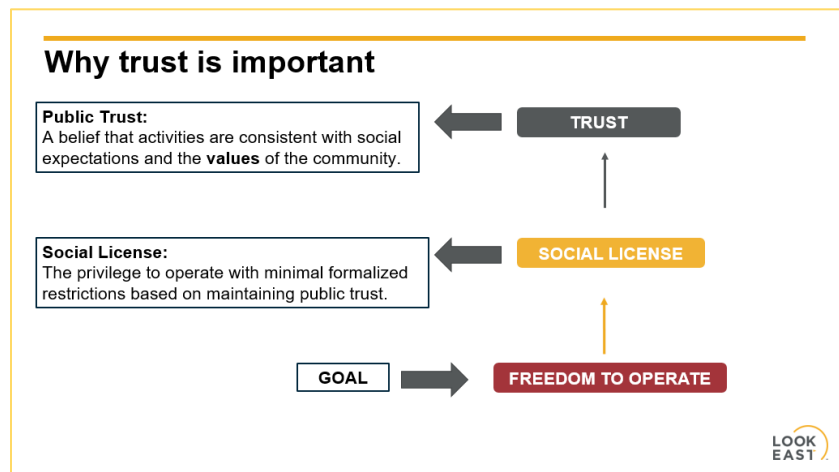 Why trust is important
Public Trust:
A belief that activities are consistent with social
expectations and the values of the community.
TRUST
Social License:
The privilege to operate with minimal formalized
restrictions based on maintaining public trust.
SOCIAL LICENSE
GOAL
FREEDOM TO OPERATE
LOOK
EAST